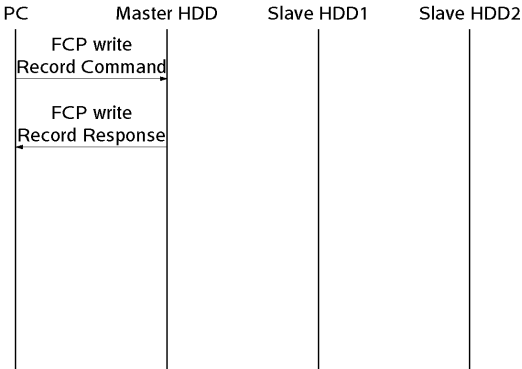 PC Master HDD Slave HDD1 Slave HDD2
FCP write
Record Command
FCP write
Record Response